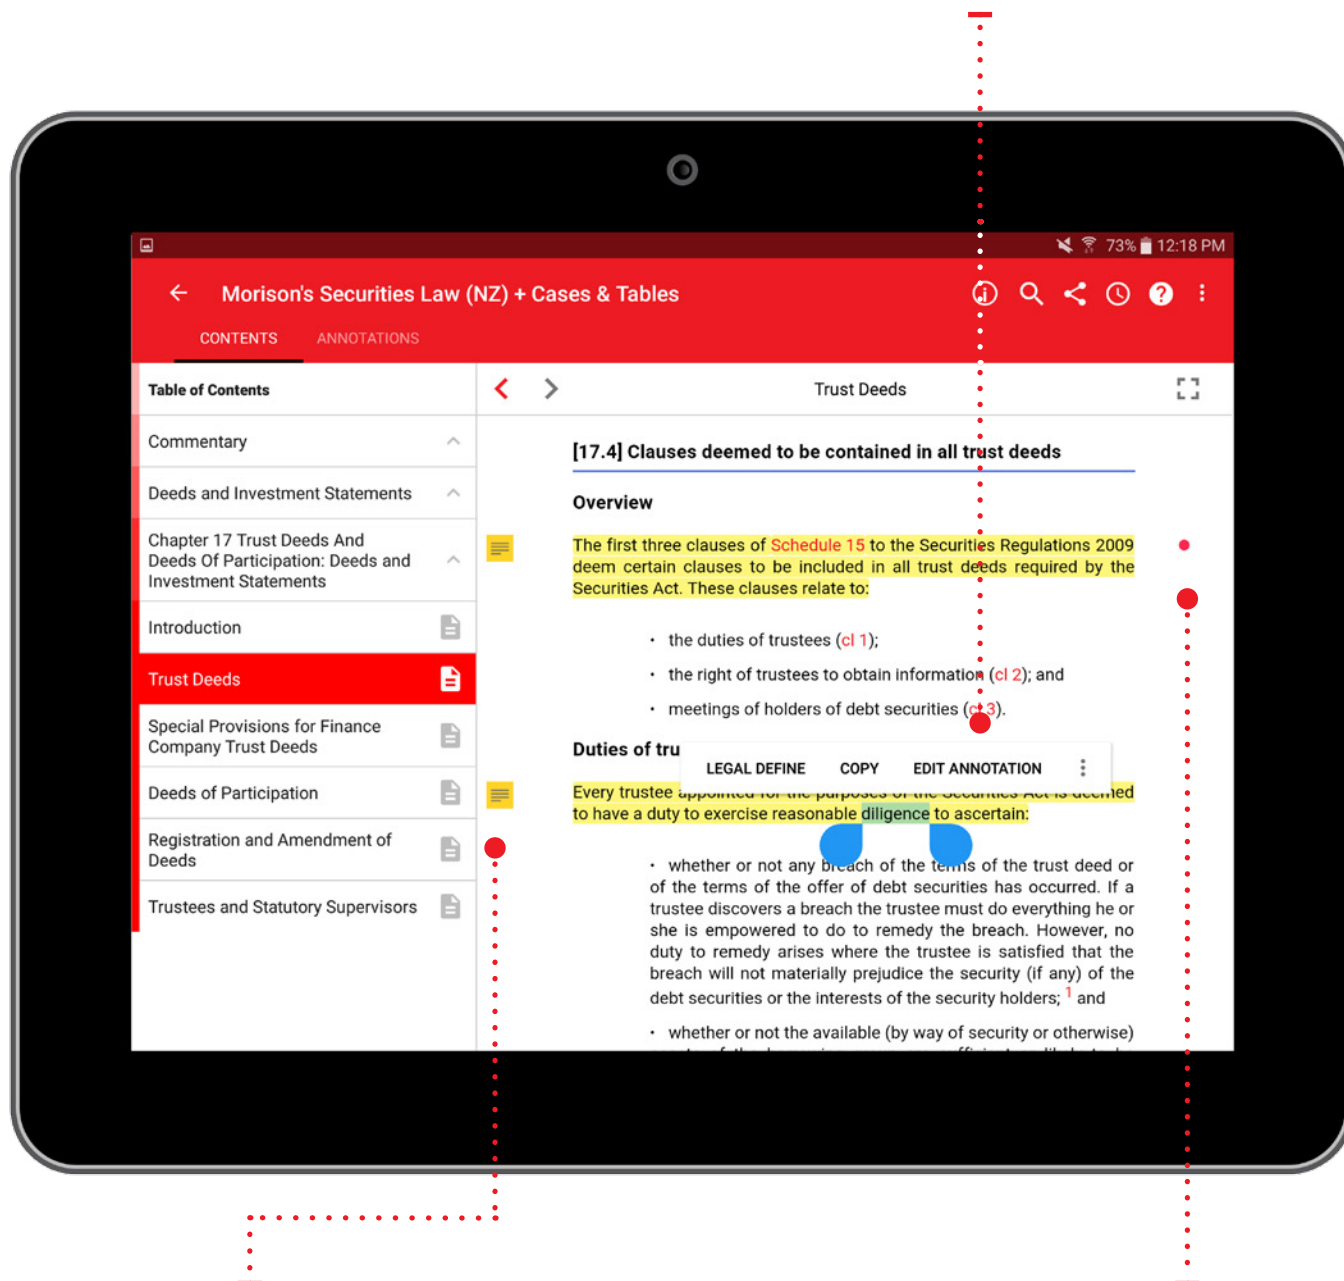 73% 12:18 PM
Morison's Securities Law (NZ) + Cases & Tables
CONTENTS ANNOTATIONS
Table of Contents
Commentary
Deeds and Investment Statements
Chapter 17 Trust Deeds And
Deeds Of Participation: Deeds and
Investment Statements
Introduction
Trust Deeds
Special Provisions for Finance
Company Trust Deeds
Deeds of Participation
Registration and Amendment of
Deeds
Trustees and Statutory Supervisors
Trust Deeds
[17.4] Clauses deemed to be contained in all trust deeds
Overview
The first three clauses of Schedule 15 to the Securities Regulations 2009
deem certain clauses to be included in all trust deeds required by the
Securities Act. These clauses relate to:
• the duties of trustees (cl 1);
• the right of trustees to obtain information (cl 2); and
• meetings of holders of debt securities (cl 3).
Duties of tru
LEGAL DEFINE COPY EDIT ANNOTATION
Every trustee appointed for the purposes of the Securities Act is deemed
to have a duty to exercise reasonable diligence to ascertain:
• whether or not any breach of the terms of the trust deed or
of the terms of the offer of debt securities has occurred. If a
trustee discovers a breach the trustee must do everything he or
she is empowered to do to remedy the breach. However, no
duty to remedy arises where the trustee is satisfied that the
breach will not materially prejudice the security (if any) of the
debt securities or the interests of the security holders; 1 and
• whether or not the available (by way of security or otherwise)